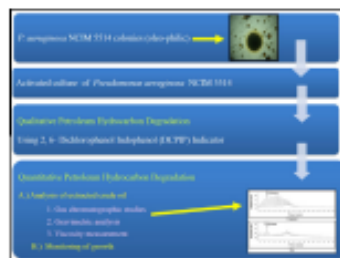 P. aeruginosa NCIM 5514 colonies (oleo-philic)
Activated culture of Pseudomonas aeruginosa NCIM 5514
Qualitative Petroleum Hydrocarbon Degradation
Using 2, 6- Dichlorophenol Indophenol (DCPIP) Indicator
Quantitative Petroleum Hydrocarbon Degradation
A.) Analysis of extracted crude oil
1. Gas chromatographic studies
2. Gravimetric analysis
3. Viscosity measurement
B.) Monitoring of growth